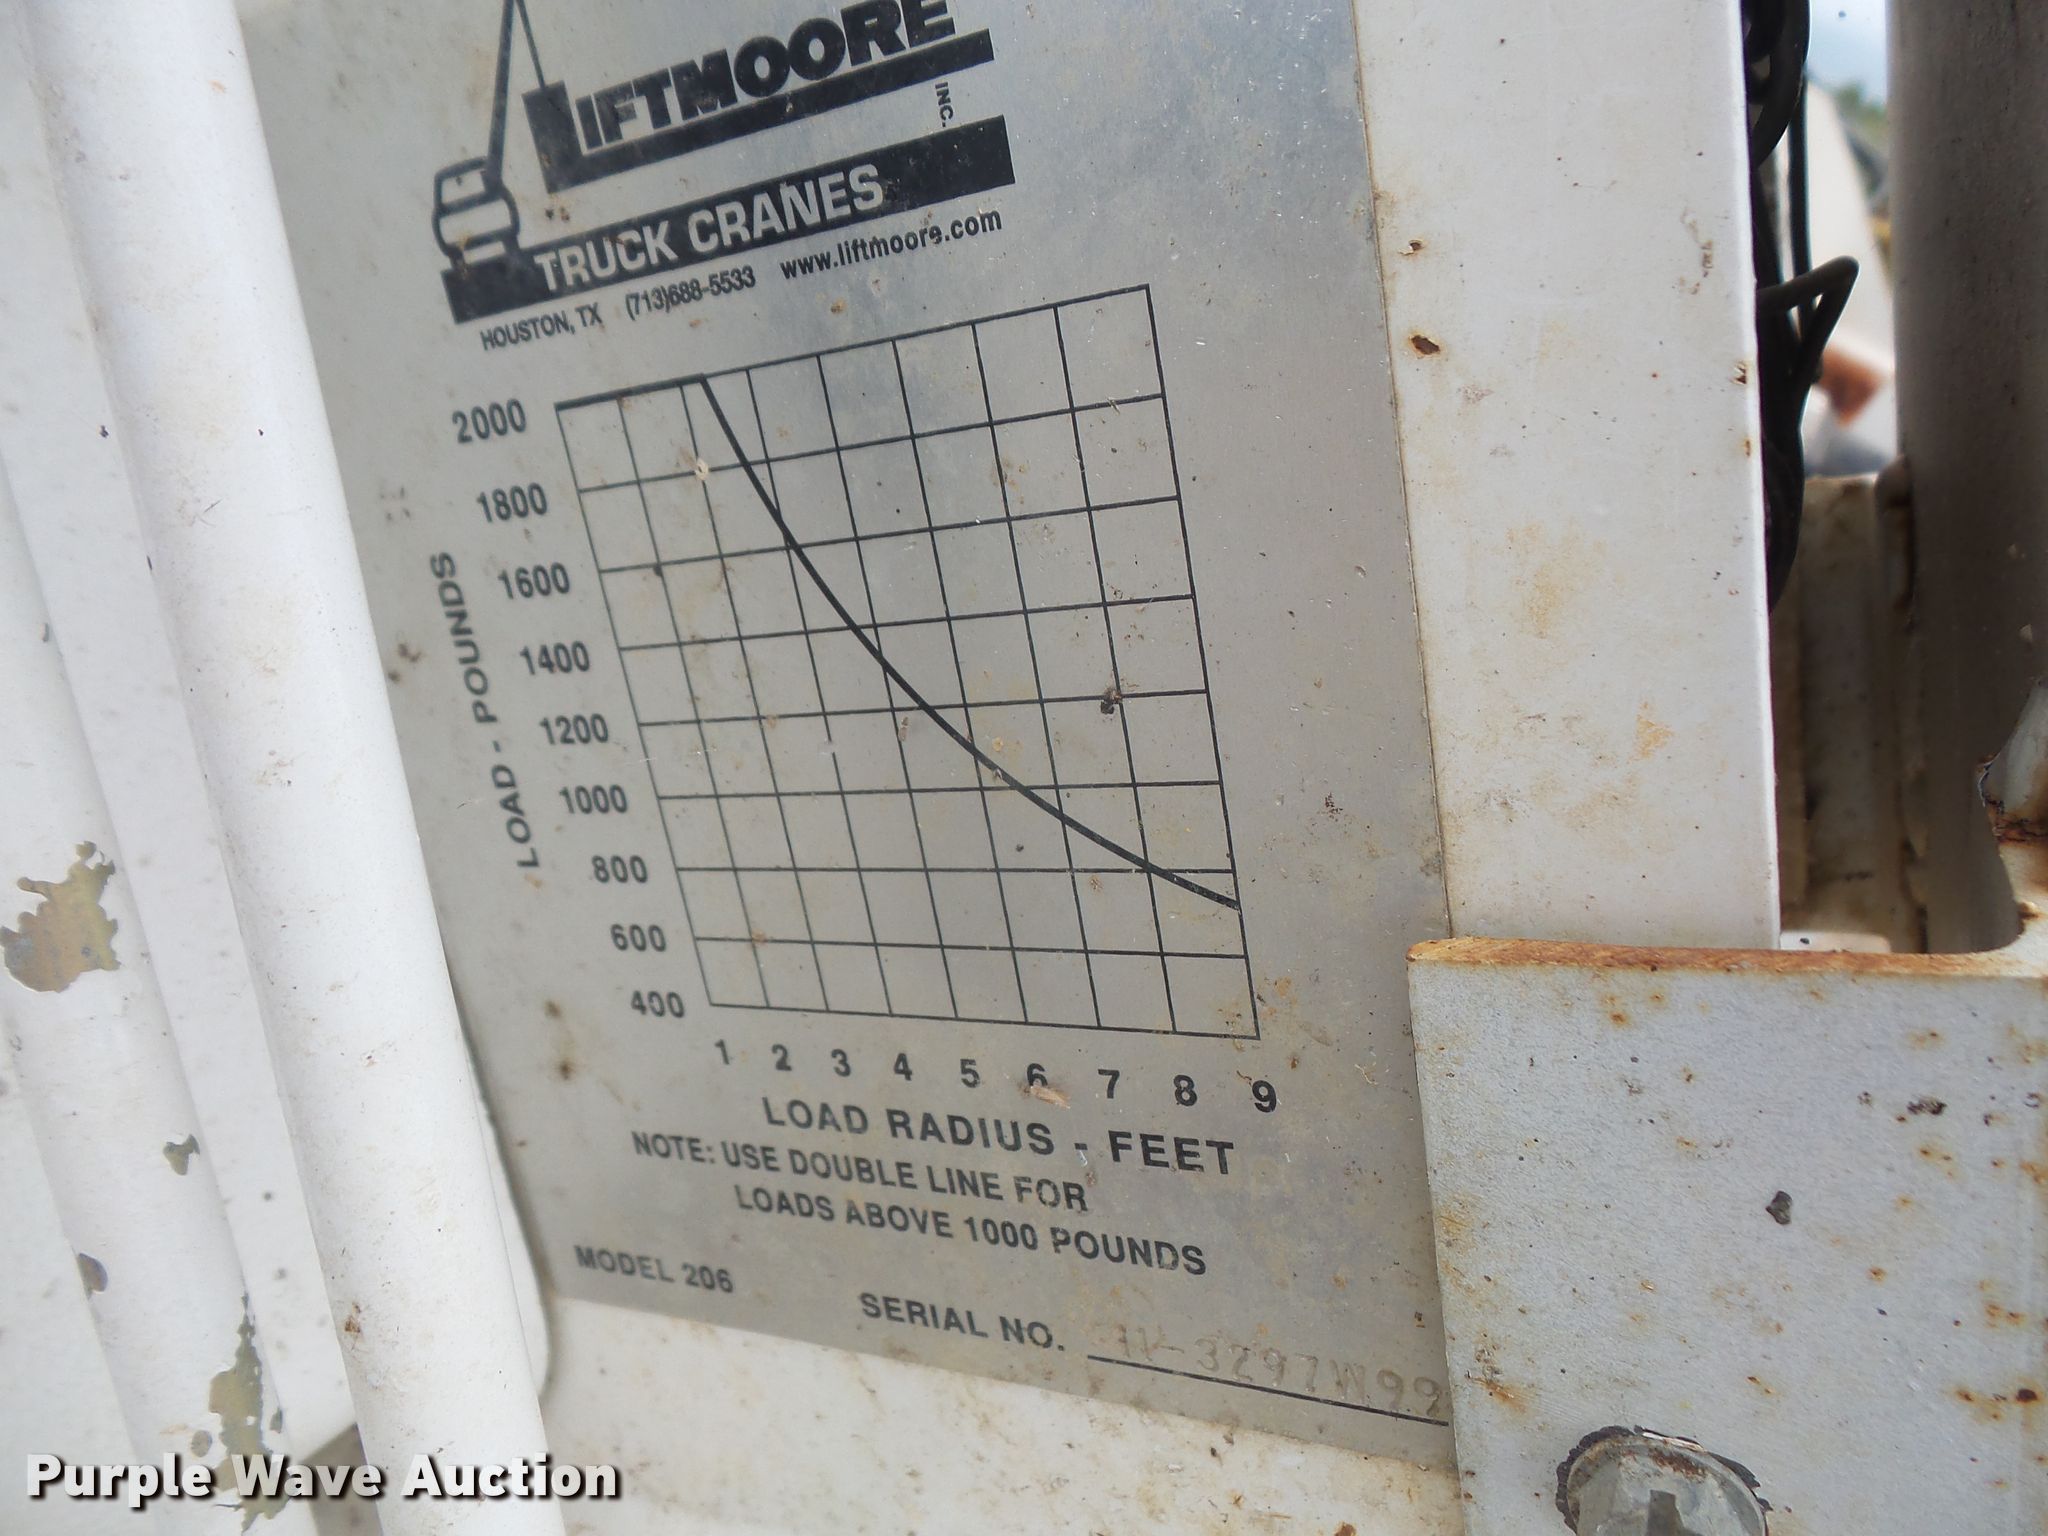 LIFTMOORE
INC.
TRUCK CRANES
HOUSTON, TX (713)688-5533 www.liftmoore.com
2000
1800
1600
1400
1200
1000
800
600
400
LOAD - POUNDS
1 2 3 4 5 6 7 8 9
LOAD RADIUS - FEET
NOTE: USE DOUBLE LINE FOR
LOADS ABOVE 1000 POUNDS
MODEL 206
SERIAL NO.
Purple Wave Auction